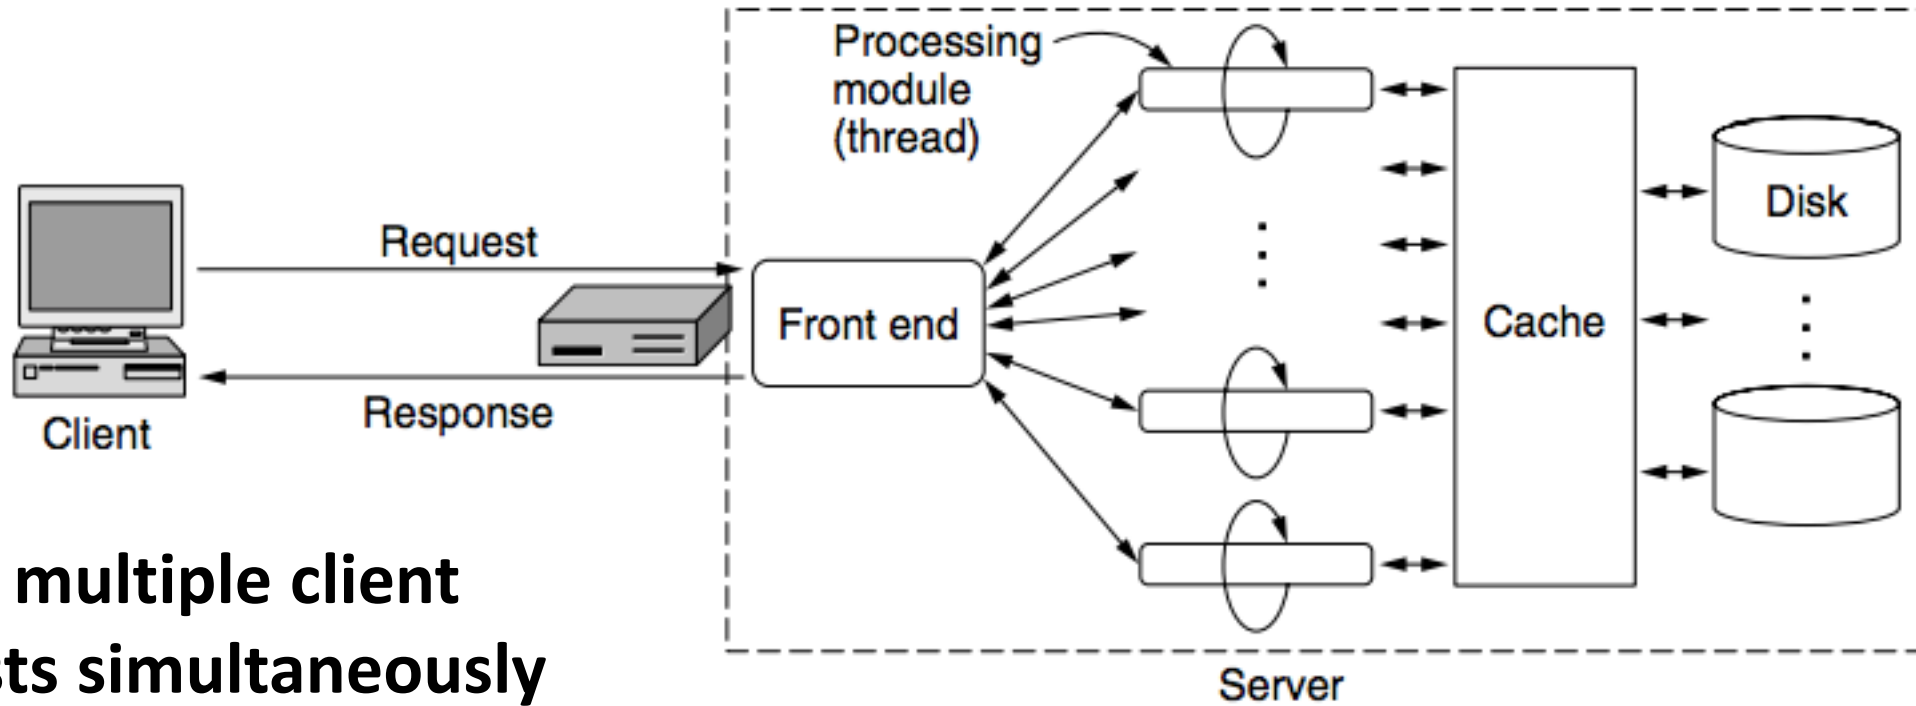 Processing
module
(thread)
Request
Front end
Response
Client
Cache
Disk
multiple client
sts simultaneously
Server